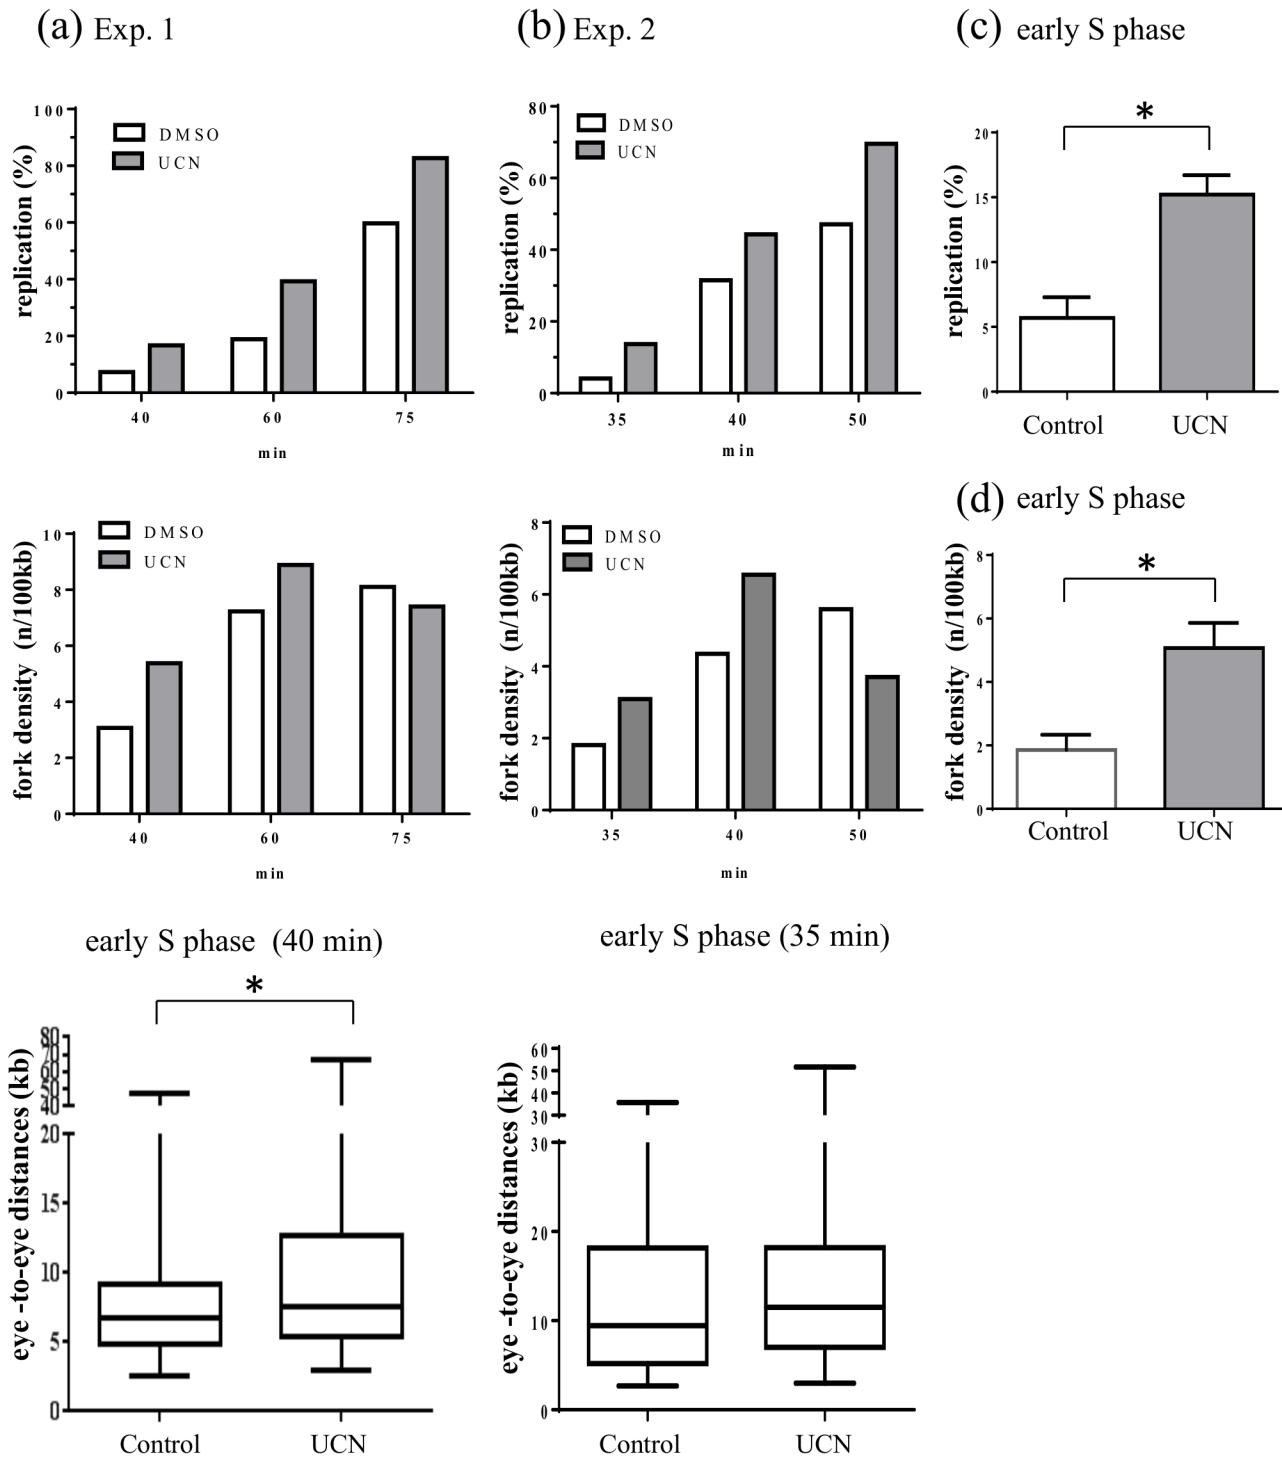 (a) Exp. 1
(b) Exp. 2
(c) early S phase
replication (%)
100
80
60
40
20
0
DMSO
UCN
40 60 75
min
replication (%)
80
60
40
20
0
DMSO
UCN
35 40 50
min
replication (%)
20
15
10
5
0
*
Control UCN
fork density (n/100kb)
10
8
6
4
2
0
DMSO
UCN
40 60 75
min
fork density (n/100kb)
8
6
4
2
0
DMSO
UCN
35 40 50
min
(d) early S phase
fork density (n/100kb)
8
6
4
2
0
*
Control UCN
early S phase (40 min)
*
eye -to-eye distances (kb)
80
70
60
50
40
20
15
10
5
0
Control UCN
early S phase (35 min)
eye -to-eye distances (kb)
60
50
40
30
30
20
10
0
Control UCN